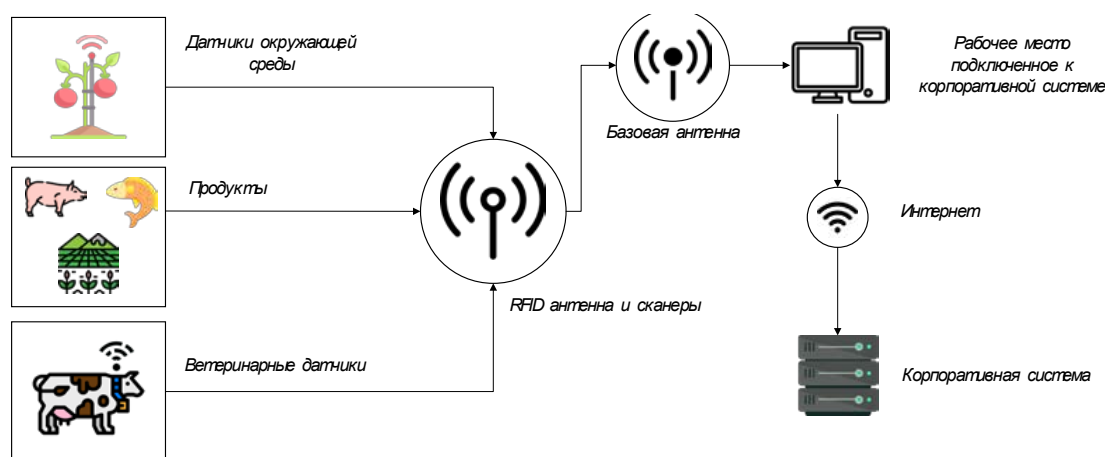 Датчики окружающей
среды
Рабочее место
подключенное к
корпоративной системе
Базовая антенна
Продукты
Интернет
RFID антенна и сканеры
Ветеринарные датчики
Корпоративная система